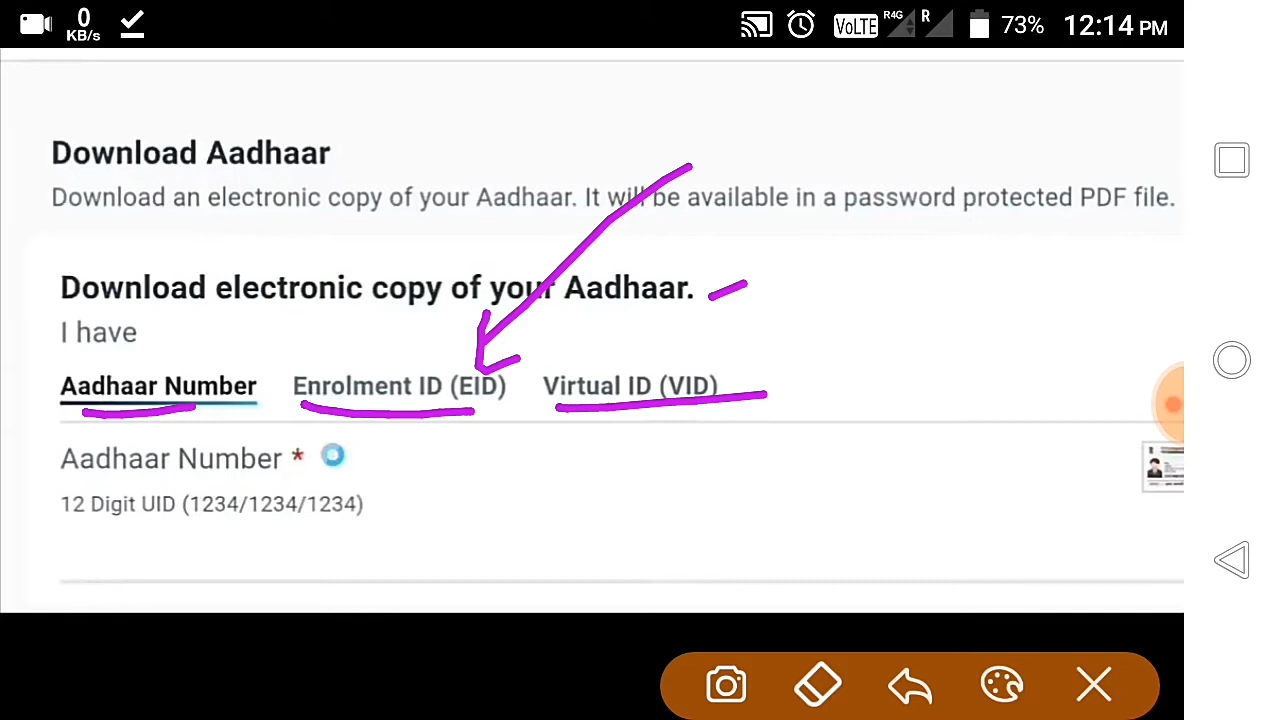 0
KB/s
VoLTE
R4G
R
73%
12:14 PM
Download Aadhaar
Download an electronic copy of your Aadhaar. It will be available in a password protected PDF file.
Download electronic copy of your Aadhaar.
I have
Aadhaar Number Enrolment ID (EID) Virtual ID (VID)
Aadhaar Number *
12 Digit UID (1234/1234/1234)